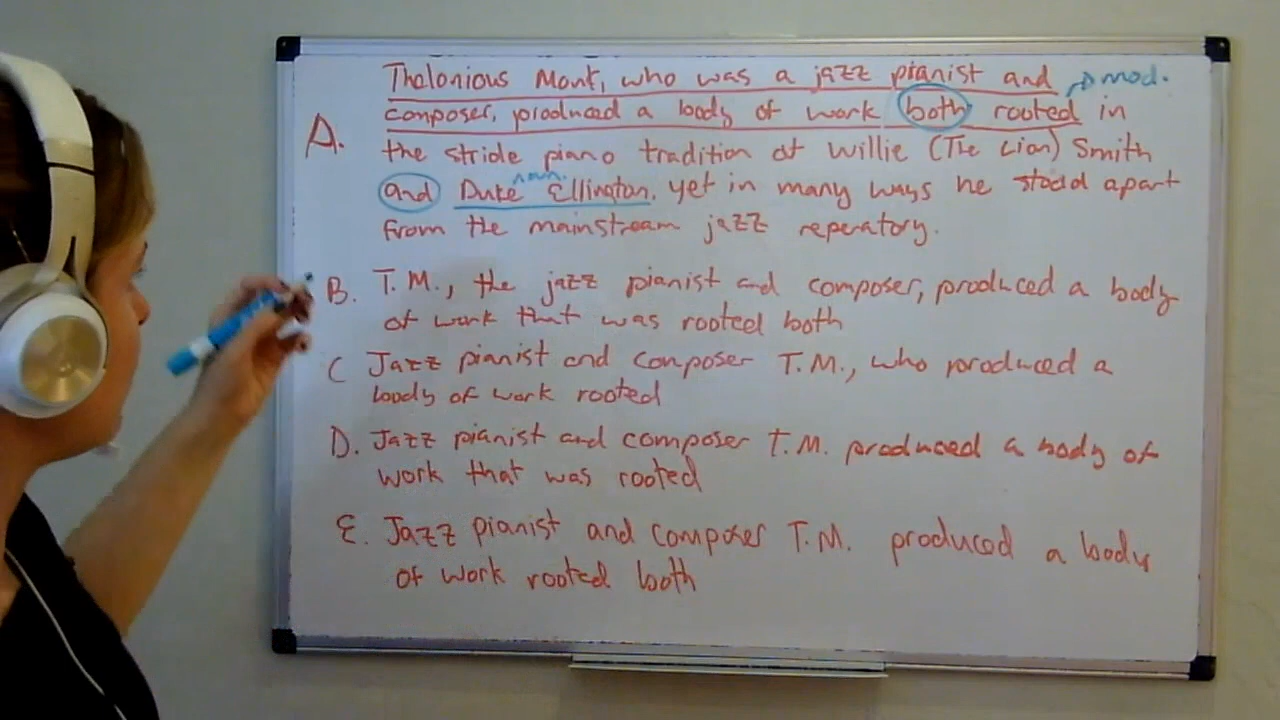 Thelonious Monk, who was a jazz pianist and
mod.
composer, produced a body of work both rooted in
A. the stride piano tradition of Willie (The Lion) Smith
noun
and Duke Ellington, yet in many ways he stood apart
from the mainstream jazz reperatory.
B. T.M., the jazz pianist and composer, produced a body
of work that was rooted both
C Jazz pianist and composer T.M., who produced a
body of work rooted
D. Jazz pianist and composer T.M. produced a body of
work that was rooted
E. Jazz pianist and composer T.M. produced a body
of work rooted both